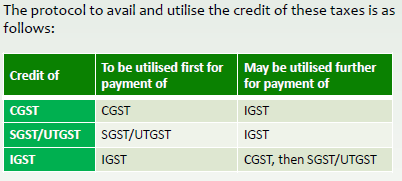 The protocol to avail and utilise the credit of these taxes is as
follows:
Credit of
To be utilised first for
payment of
May be utilised further
for payment of
CGST
CGST
IGST
SGST/UTGST
SGST/UTGST
IGST
IGST
IGST
CGST, then SGST/UTGST